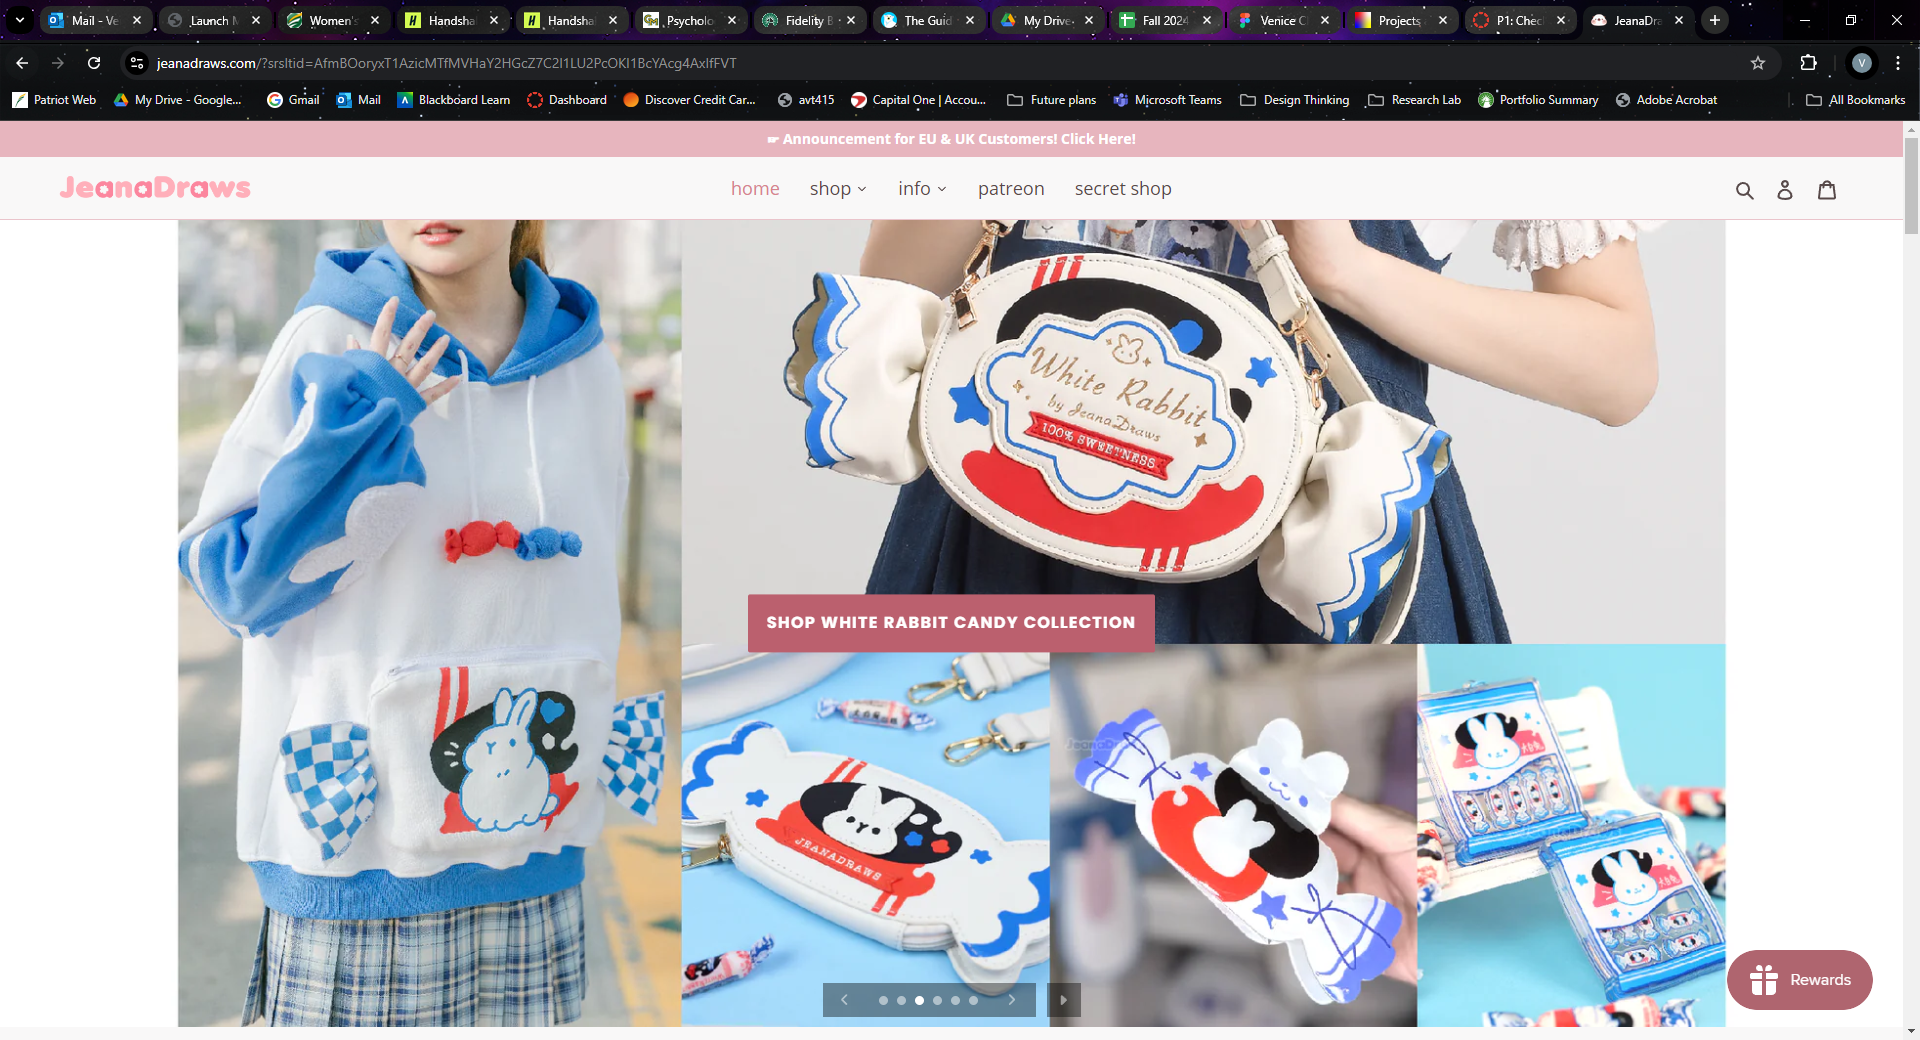 Mail - Ve
Launch M
Women's
Handshak
Handshak
Psycholo
Fidelity B
The Guid
My Drive
Fall 2024
Venice C
Projects
P1: Chec
JeanaDra
jeanadraws.com/?srsltid=AfmBOoryxT1AzicMTfMVHaY2HGcZ7C2I1LU2PcOKI1BcYAcg4AxIfFVT
V
Patriot Web
My Drive - Google...
Gmail
Mail
Blackboard Learn
Dashboard
Discover Credit Car...
avt415
Capital One | Accou...
Future plans
Microsoft Teams
Design Thinking
Research Lab
Portfolio Summary
Adobe Acrobat
All Bookmarks
☛ Announcement for EU & UK Customers! Click Here!
JeanaDraws
home
shop
info
patreon
secret shop
White Rabbit
by JeanaDraws
100% SWEETNESS
SHOP WHITE RABBIT CANDY COLLECTION
JEANADRAWS
Rewards